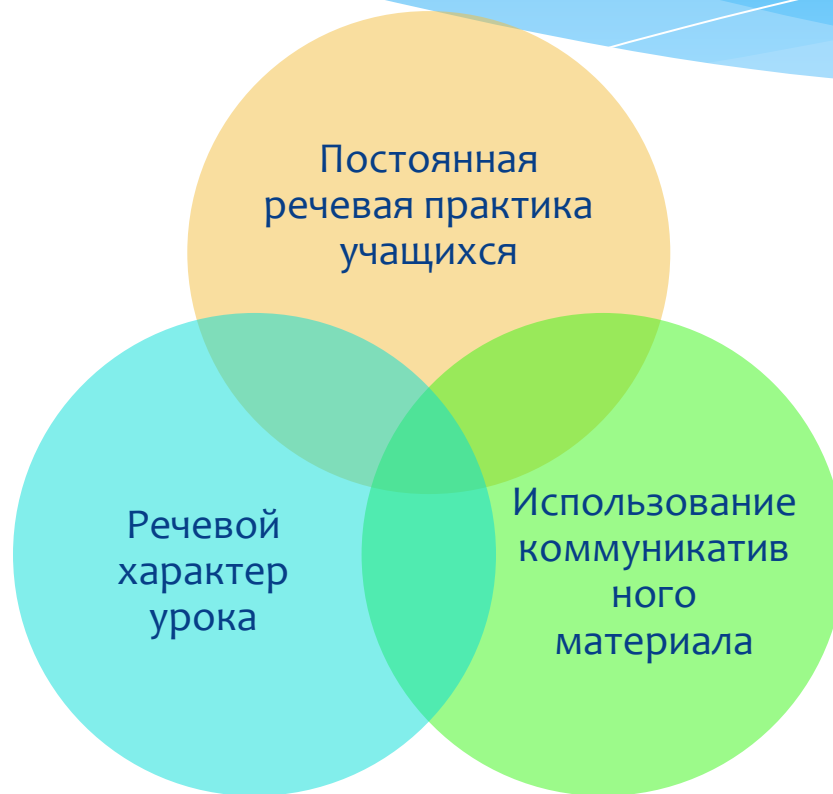 Постоянная
речевая практика
учащихся
Речевой
характер
урока
Использование
коммуникатив
ного
материала